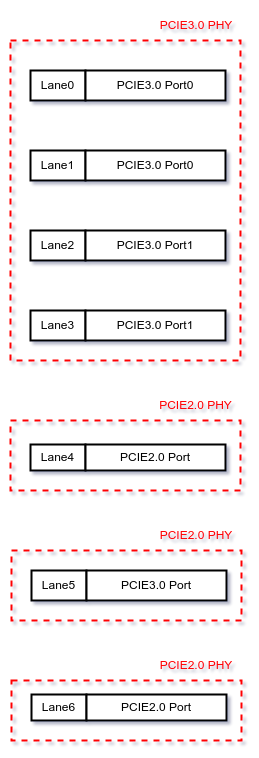 PCIE3.0 PHY
Lane0 PCIE3.0 Port0
Lane1 PCIE3.0 Port0
Lane2 PCIE3.0 Port1
Lane3 PCIE3.0 Port1
PCIE2.0 PHY
Lane4 PCIE2.0 Port
PCIE2.0 PHY
Lane5 PCIE3.0 Port
PCIE2.0 PHY
Lane6 PCIE2.0 Port